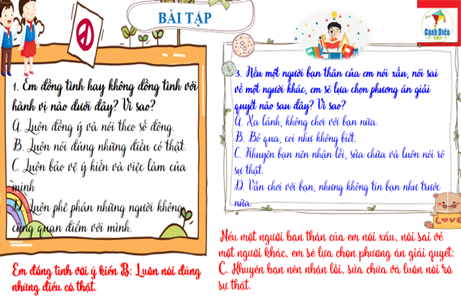 BÀI TẬP
Cánh Diều
1. Em đồng tình hay không đồng tình với
hành vị nào dưới đây? Vì sao?
A. Luôn đồng ý và nói theo số đông.
B. Luôn nói đúng những điều có thật.
C. Luôn bảo vệ ý kiến và việc làm của
mình
D. Luôn phê phán những người không
cùng quan điểm với mình.
Em đồng tình với ý kiến B: Luôn nói đúng
những điều có thật.
3. Nếu một người bạn thân của em nói xấu, nói sai
về một người khác, em sẽ lựa chọn phương án giải
quyết nào sau đây? Vì sao?
A. Xa lánh, không chơi với bạn nữa.
B. Bỏ qua, coi như không biết.
C. Khuyên bạn nên nhận lỗi, sửa chữa và luôn nói rõ
sự thật.
D. Vẫn chơi với bạn, nhưng không tin bạn như trước
nữa
LOVE
Nếu một người bạn thân của em nói xấu, nói sai về
một người khác, em sẽ lựa chọn phương án giải quyết:
C. Khuyên bạn nên nhận lỗi, sửa chữa và luôn nói rõ
sự thật.